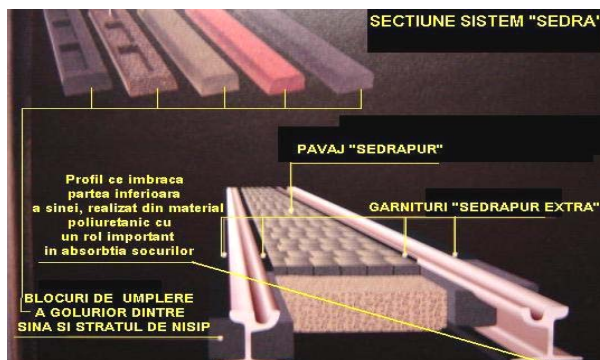 SECTIUNE SISTEM "SEDRA"
PAVAJ "SEDRAPUR"
Profil ce imbraca
partea inferioara
a sinei, realizat din material
poliuretanic cu
un rol important
in absorbtia socurilor
GARNITURI "SEDRAPUR EXTRA"
BLOCURI DE UMPLERE
A GOLURIOR DINTRE
SINA SI STRATUL DE NISIP